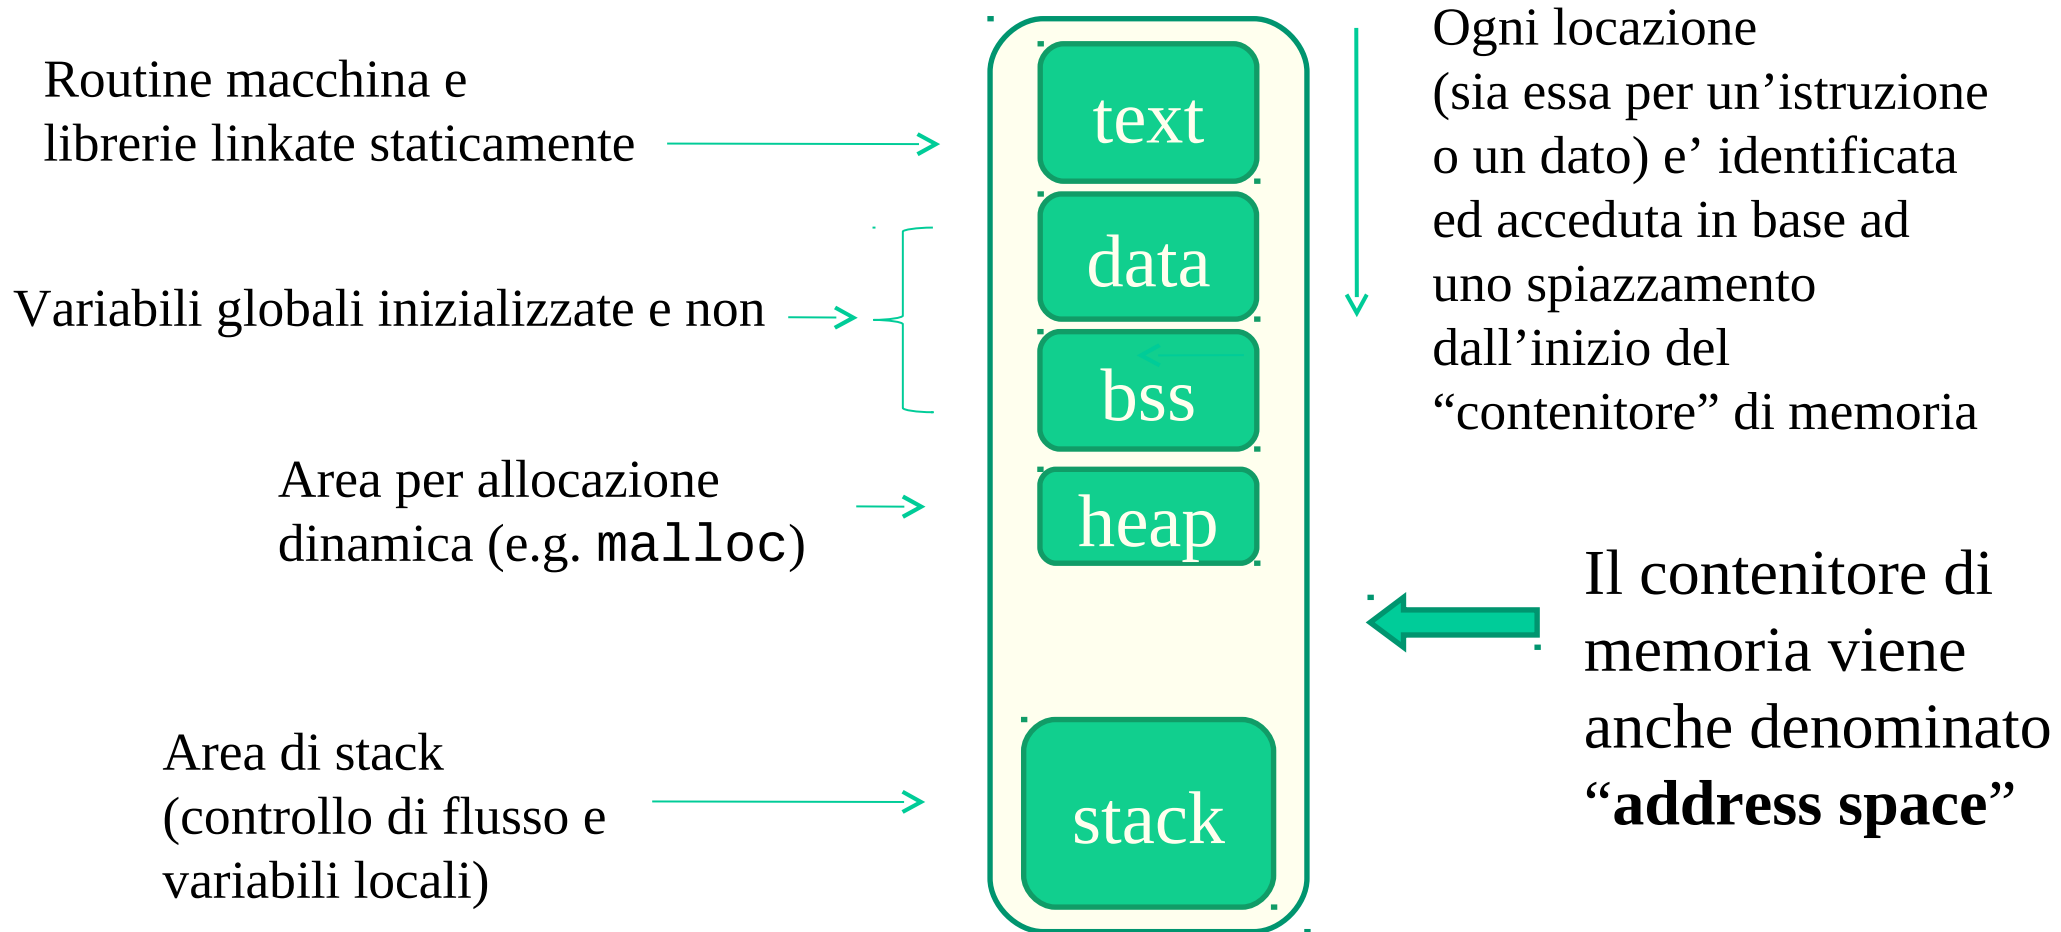 Routine macchina e
librerie linkate staticamente
Variabili globali inizializzate e non
Area per allocazione
dinamica (e.g. malloc)
Area di stack
(controllo di flusso e
variabili locali)
text
data
bss
heap
stack
Ogni locazione
(sia essa per un’istruzione
o un dato) e’ identificata
ed acceduta in base ad
uno spiazzamento
dall’inizio del
“contenitore” di memoria
Il contenitore di
memoria viene
anche denominato
“address space”